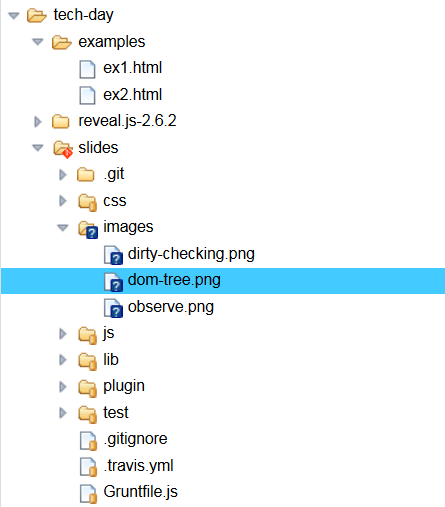 tech-day
examples
ex1.html
ex2.html
reveal.js-2.6.2
slides
.git
css
images
dirty-checking.png
dom-tree.png
observe.png
js
lib
plugin
test
.gitignore
.travis.yml
Gruntfile.js